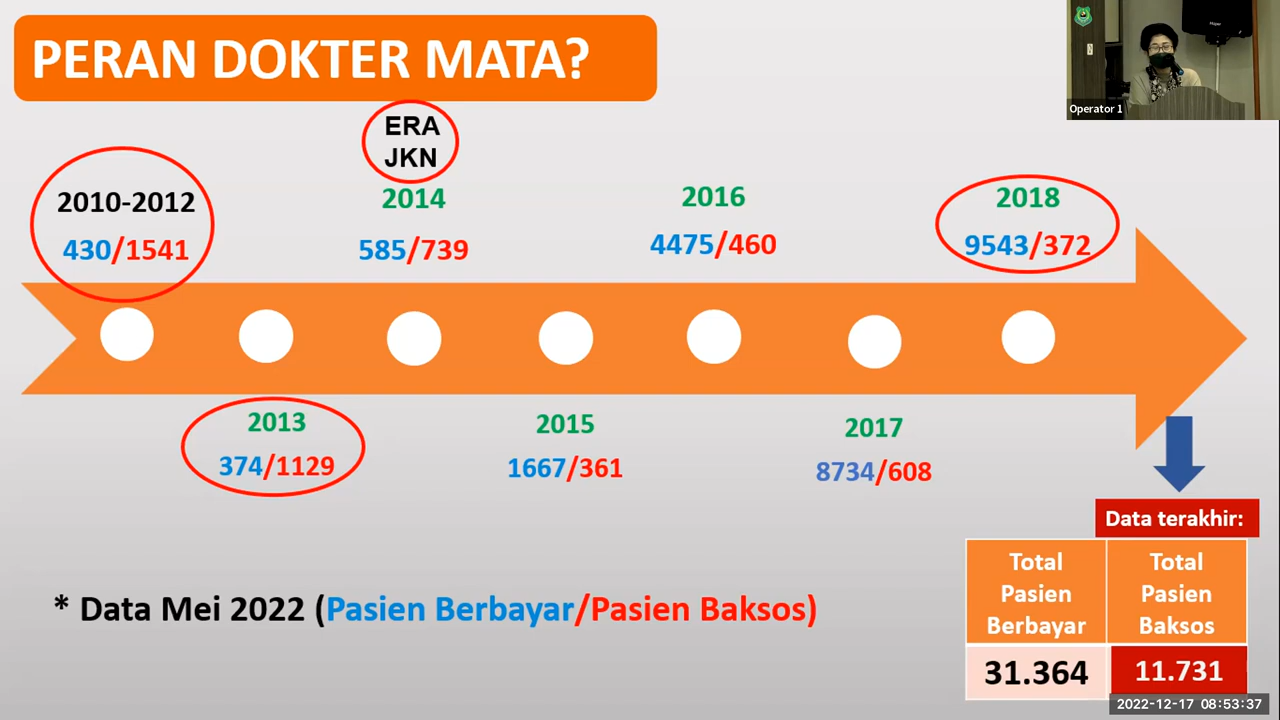 PERAN DOKTER MATA?
Operator 1
ERA
JKN
2010-2012
430/1541
2014
585/739
2016
4475/460
2018
9543/372
2013
374/1129
2015
1667/361
2017
8734/608
Data terakhir:
Total Pasien Berbayar
Total Pasien Baksos
31.364
11.731
* Data Mei 2022 (Pasien Berbayar/Pasien Baksos)
2022-12-17 08:53:37